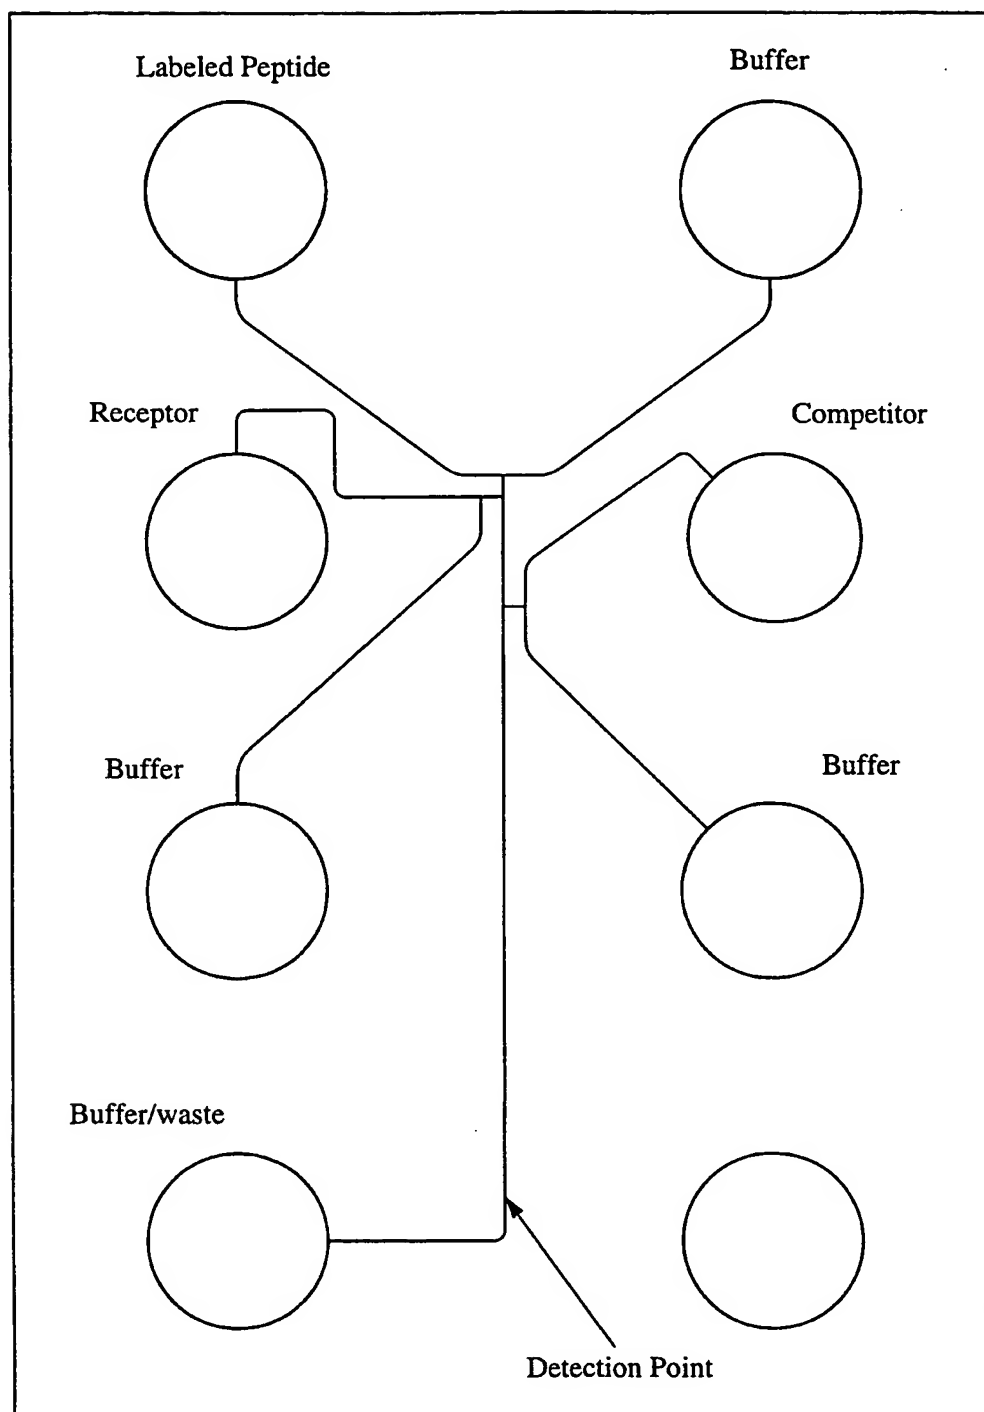 Labeled Peptide
Buffer
Receptor
Competitor
Buffer
Buffer
Buffer/waste
Detection Point